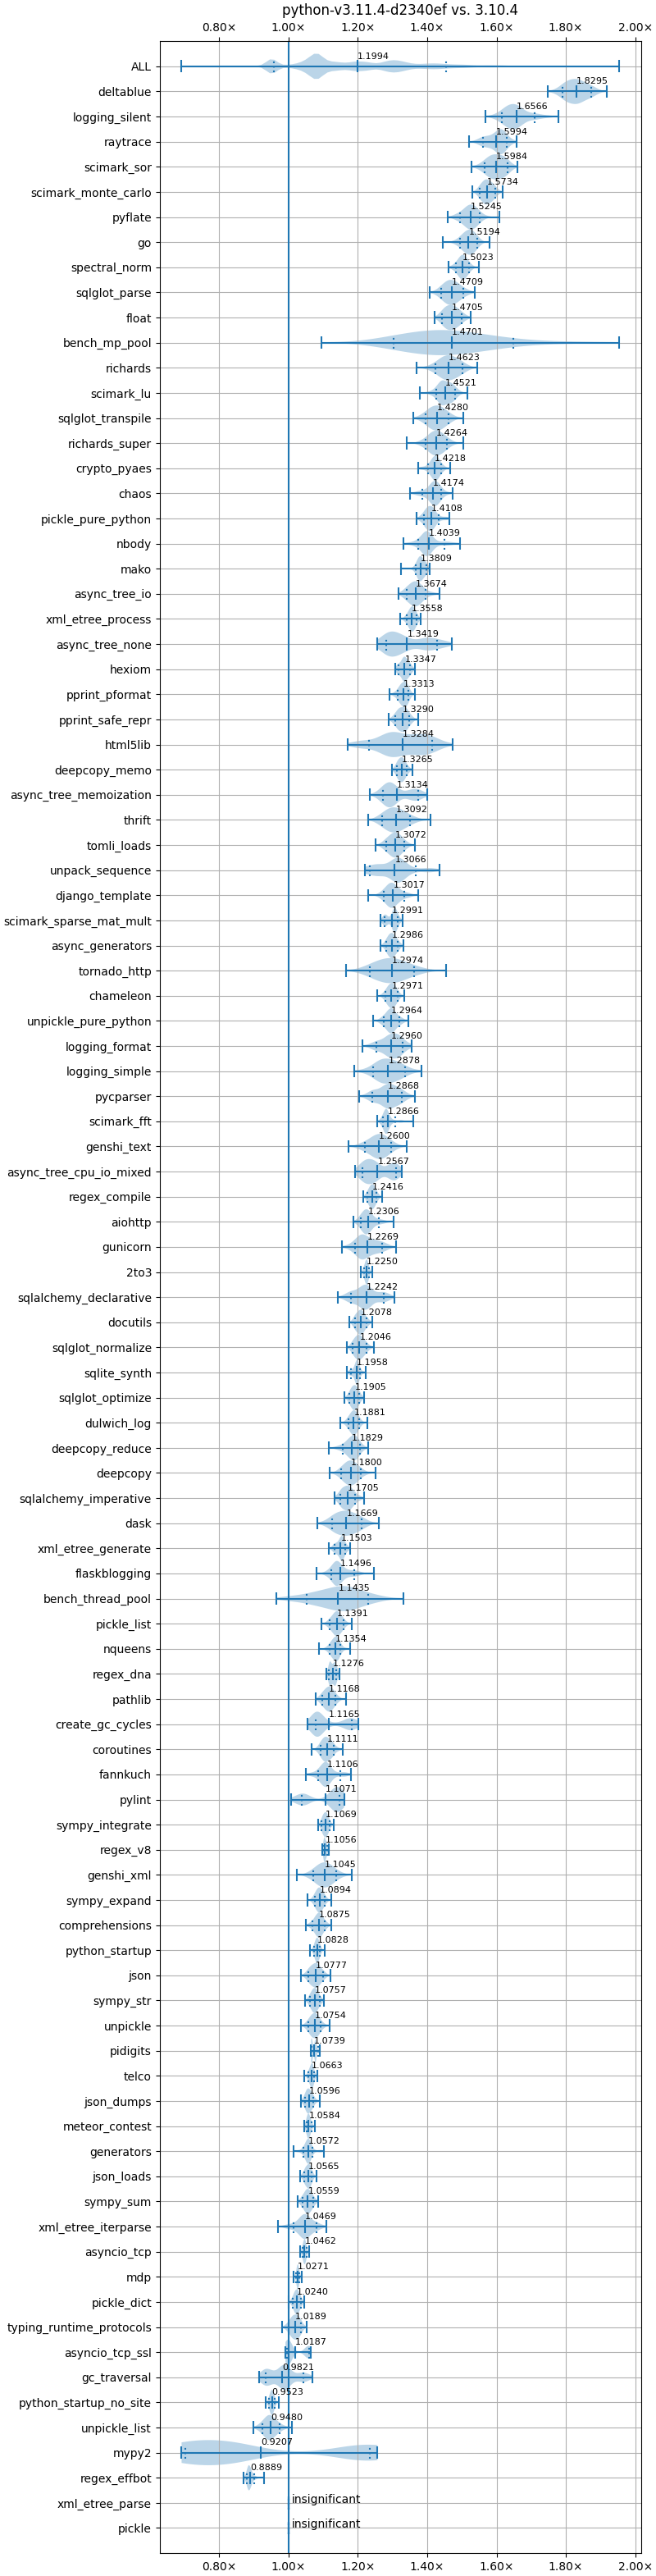 python-v3.11.4-d2340ef vs. 3.10.4
0.80× 1.00× 1.20× 1.40× 1.60× 1.80× 2.00×
ALL 1.1994
deltablue 1.8295
logging_silent 1.6566
raytrace 1.5994
scimark_sor 1.5984
scimark_monte_carlo 1.5734
pyflate 1.5245
go 1.5194
spectral_norm 1.5023
sqlglot_parse 1.4709
float 1.4705
bench_mp_pool 1.4701
richards 1.4623
scimark_lu 1.4521
sqlglot_transpile 1.4280
richards_super 1.4264
crypto_pyaes 1.4218
chaos 1.4174
pickle_pure_python 1.4108
nbody 1.4039
mako 1.3809
async_tree_io 1.3674
xml_etree_process 1.3558
async_tree_none 1.3419
hexiom 1.3347
pprint_pformat 1.3313
pprint_safe_repr 1.3290
html5lib 1.3284
deepcopy_memo 1.3265
async_tree_memoization 1.3134
thrift 1.3092
tomli_loads 1.3072
unpack_sequence 1.3066
django_template 1.3017
scimark_sparse_mat_mult 1.2991
async_generators 1.2986
tornado_http 1.2974
chameleon 1.2971
unpickle_pure_python 1.2964
logging_format 1.2960
logging_simple 1.2878
pycparser 1.2868
scimark_fft 1.2866
genshi_text 1.2600
async_tree_cpu_io_mixed 1.2567
regex_compile 1.2416
aiohttp 1.2306
gunicorn 1.2269
2to3 1.2250
sqlalchemy_declarative 1.2242
docutils 1.2078
sqlglot_normalize 1.2046
sqlite_synth 1.1958
sqlglot_optimize 1.1905
dulwich_log 1.1881
deepcopy_reduce 1.1829
deepcopy 1.1800
sqlalchemy_imperative 1.1705
dask 1.1669
xml_etree_generate 1.1503
flaskblogging 1.1496
bench_thread_pool 1.1435
pickle_list 1.1391
nqueens 1.1354
regex_dna 1.1276
pathlib 1.1168
create_gc_cycles 1.1165
coroutines 1.1111
fannkuch 1.1106
pylint 1.1071
sympy_integrate 1.1069
regex_v8 1.1056
genshi_xml 1.1045
sympy_expand 1.0894
comprehensions 1.0875
python_startup 1.0828
json 1.0777
sympy_str 1.0757
unpickle 1.0754
pidigits 1.0739
telco 1.0663
json_dumps 1.0596
meteor_contest 1.0584
generators 1.0572
json_loads 1.0565
sympy_sum 1.0559
xml_etree_iterparse 1.0469
asyncio_tcp 1.0462
mdp 1.0271
pickle_dict 1.0240
typing_runtime_protocols 1.0189
asyncio_tcp_ssl 1.0187
gc_traversal 0.9821
python_startup_no_site 0.9523
unpickle_list 0.9480
mypy2 0.9207
regex_effbot 0.8889
xml_etree_parse insignificant
pickle insignificant
0.80× 1.00× 1.20× 1.40× 1.60× 1.80× 2.00×